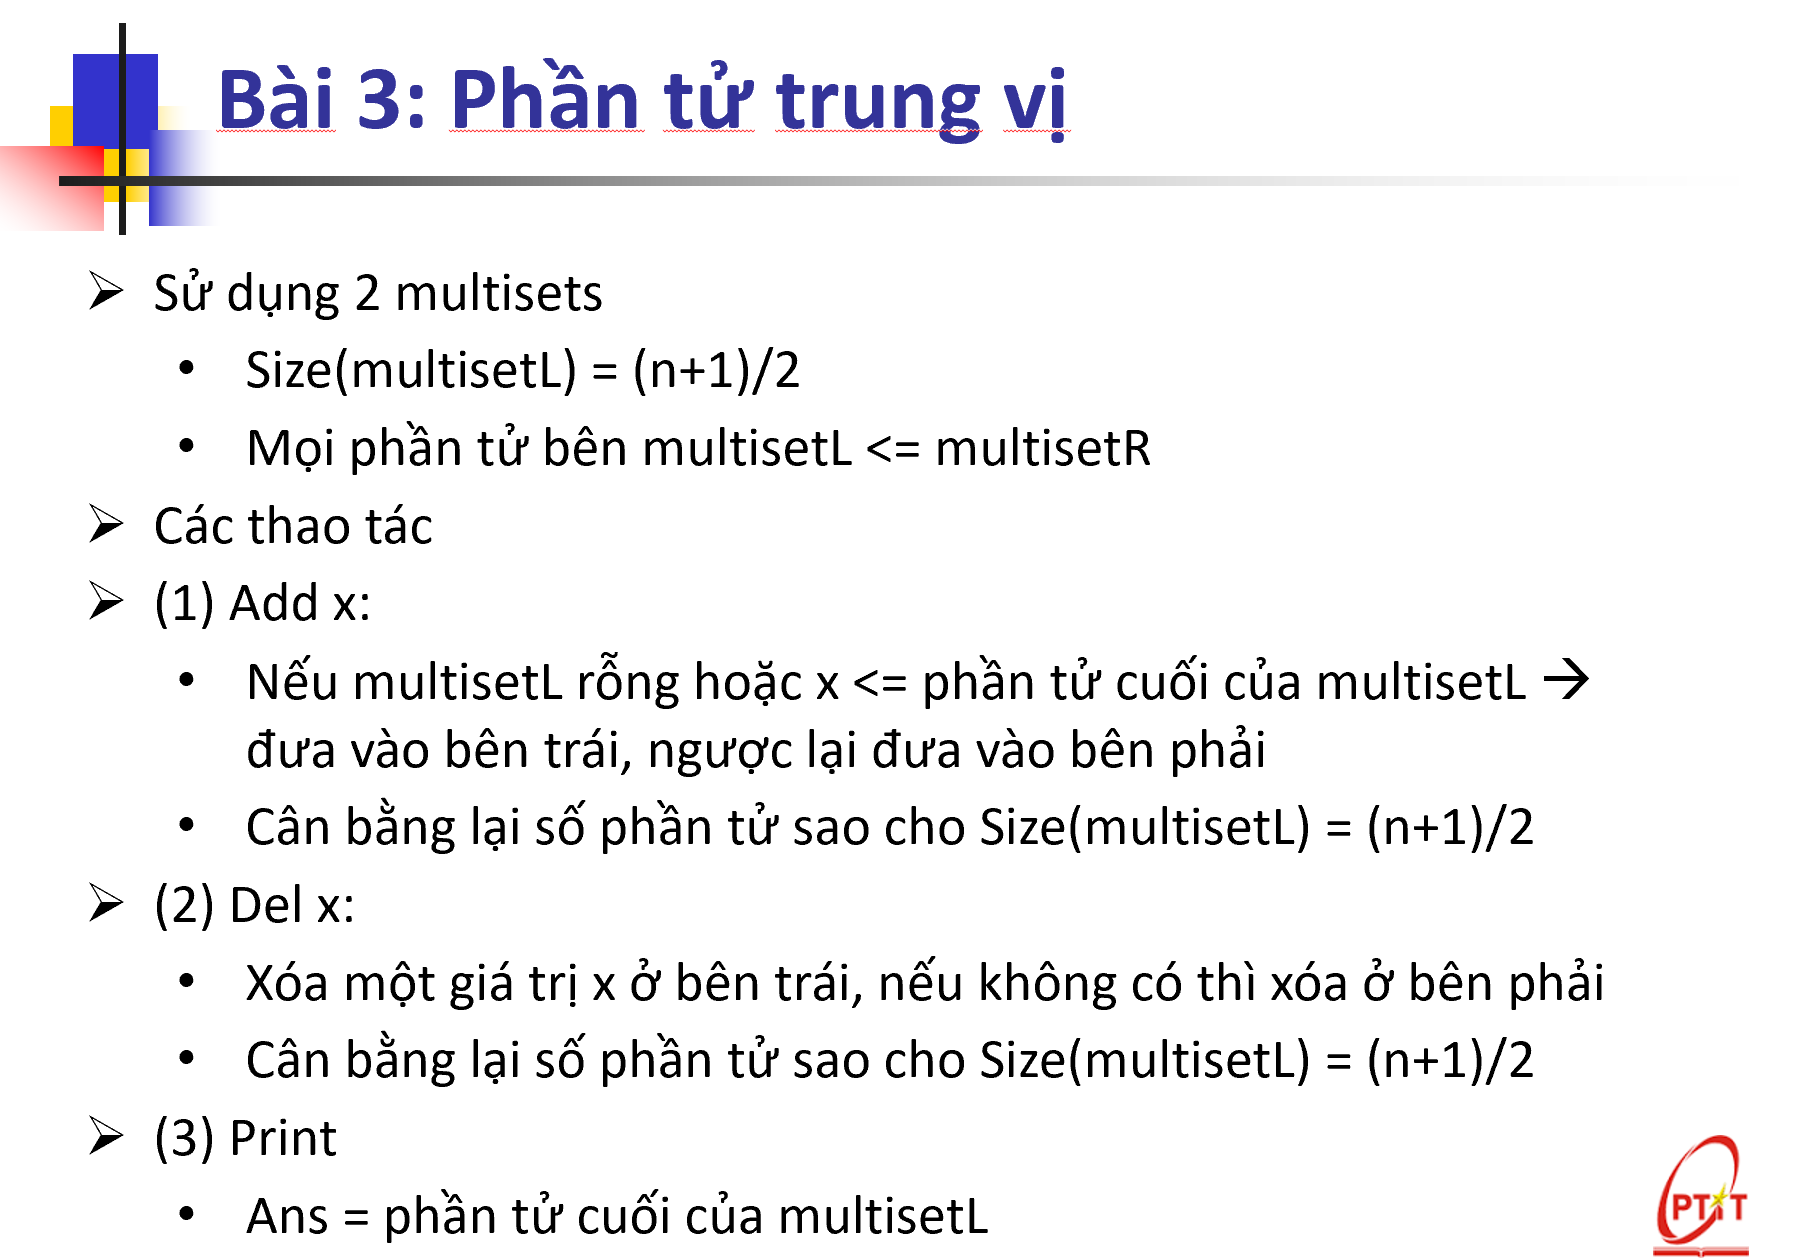 Bài 3: Phần tử trung vị
➢ Sử dụng 2 multisets
• Size(multisetL) = (n+1)/2
• Mọi phần tử bên multisetL <= multisetR
➢ Các thao tác
➢ (1) Add x:
• Nếu multisetL rỗng hoặc x <= phần tử cuối của multisetL →
đưa vào bên trái, ngược lại đưa vào bên phải
• Cân bằng lại số phần tử sao cho Size(multisetL) = (n+1)/2
➢ (2) Del x:
• Xóa một giá trị x ở bên trái, nếu không có thì xóa ở bên phải
• Cân bằng lại số phần tử sao cho Size(multisetL) = (n+1)/2
➢ (3) Print
• Ans = phần tử cuối của multisetL
PTIT